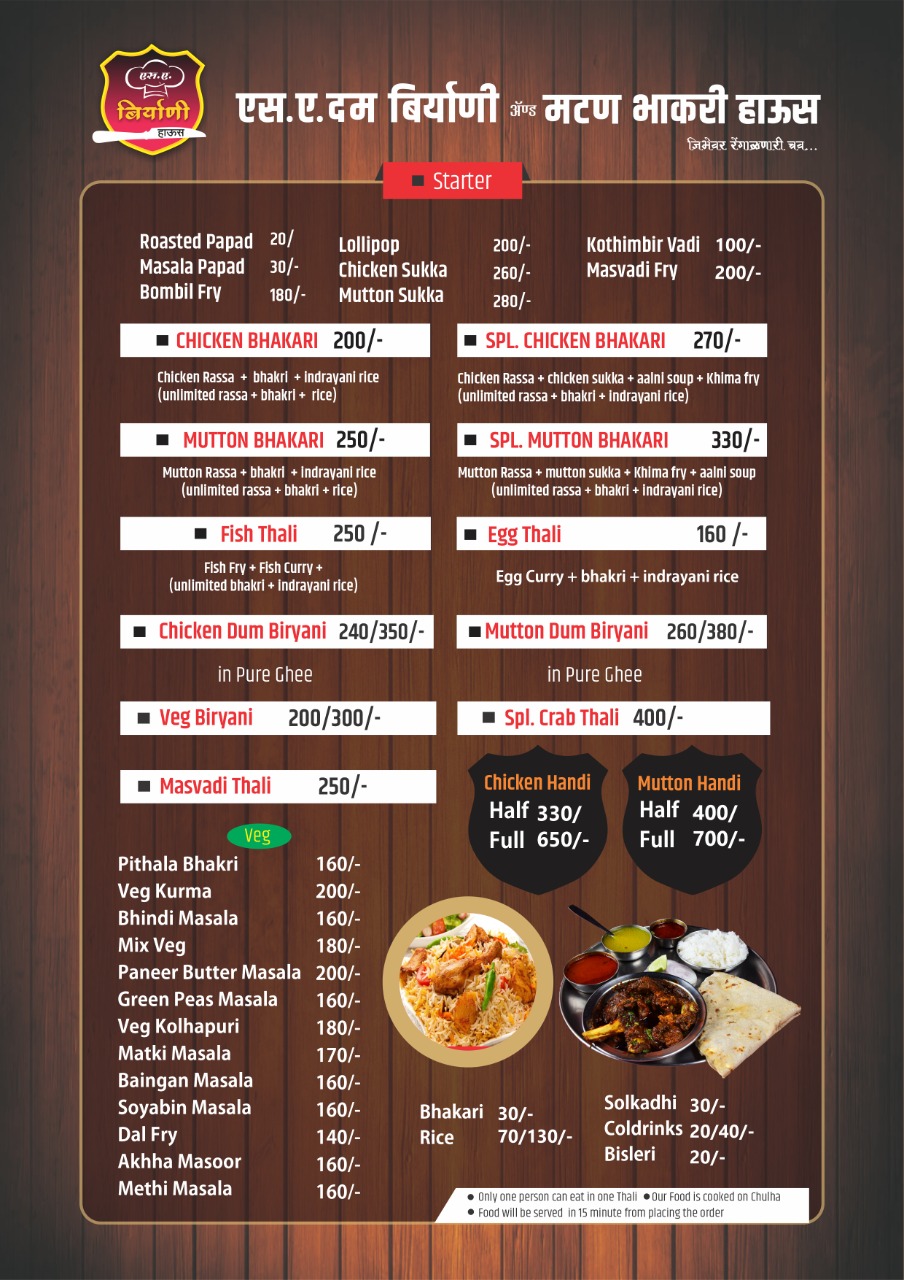 एस.ए.
बिर्याणी
हाऊस
एस.ए.दम बिर्याणी ॲण्ड मटण भाकरी हाऊस
जिभेवर रेंगाळणारी चव...
Starter
Roasted Papad 20/
Masala Papad 30/-
Bombil Fry 180/-
Lollipop 200/-
Chicken Sukka 260/-
Mutton Sukka 280/-
Kothimbir Vadi 100/-
Masvadi Fry 200/-
CHICKEN BHAKARI 200/-
Chicken Rassa + bhakri + indrayani rice
(unlimited rassa + bhakri + rice)
SPL. CHICKEN BHAKARI 270/-
Chicken Rassa + chicken sukka + aalni soup + Khima fry
(unlimited rassa + bhakri + indrayani rice)
MUTTON BHAKARI 250/-
Mutton Rassa + bhakri + indrayani rice
(unlimited rassa + bhakri + rice)
SPL. MUTTON BHAKARI 330/-
Mutton Rassa + mutton sukka + Khima fry + aalni soup
(unlimited rassa + bhakri + indrayani rice)
Fish Thali 250 /-
Fish Fry + Fish Curry +
(unlimited bhakri + indrayani rice)
Egg Thali 160 /-
Egg Curry + bhakri + indrayani rice
Chicken Dum Biryani 240/350/-
in Pure Ghee
Mutton Dum Biryani 260/380/-
in Pure Ghee
Veg Biryani 200/300/-
Spl. Crab Thali 400/-
Masvadi Thali 250/-
Chicken Handi
Half 330/
Full 650/-
Mutton Handi
Half 400/
Full 700/-
Veg
Pithala Bhakri 160/-
Veg Kurma 200/-
Bhindi Masala 160/-
Mix Veg 180/-
Paneer Butter Masala 200/-
Green Peas Masala 160/-
Veg Kolhapuri 180/-
Matki Masala 170/-
Baingan Masala 160/-
Soyabin Masala 160/-
Dal Fry 140/-
Akhha Masoor 160/-
Methi Masala 160/-
Bhakari 30/-
Rice 70/130/-
Solkadhi 30/-
Coldrinks 20/40/-
Bisleri 20/-
• Only one person can eat in one Thali • Our Food is cooked on Chulha
• Food will be served in 15 minute from placing the order